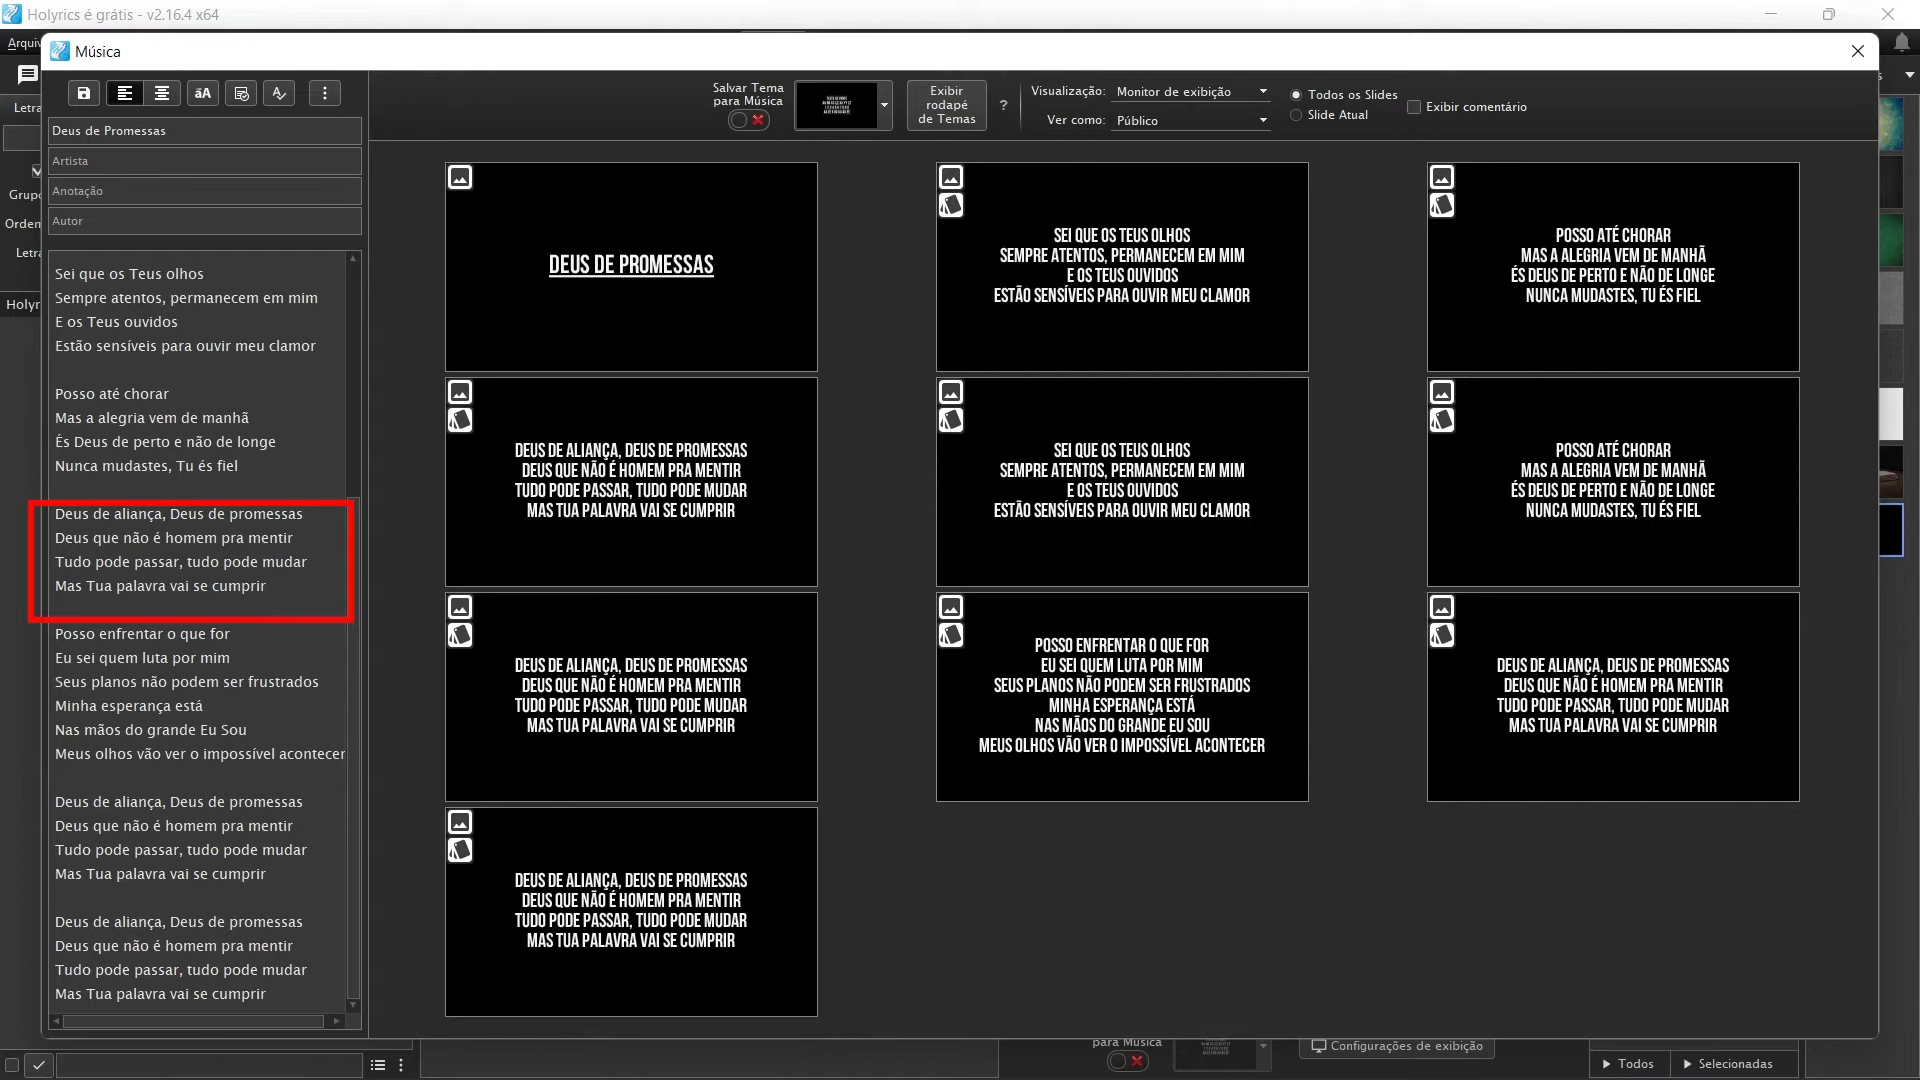 Holyrics é grátis - v2.16.4 x64
Música
Deus de Promessas
Artista
Anotação
Autor
Sei que os Teus olhos
Sempre atentos, permanecem em mim
E os Teus ouvidos
Estão sensíveis para ouvir meu clamor
Posso até chorar
Mas a alegria vem de manhã
És Deus de perto e não de longe
Nunca mudastes, Tu és fiel
Deus de aliança, Deus de promessas
Deus que não é homem pra mentir
Tudo pode passar, tudo pode mudar
Mas Tua palavra vai se cumprir
Posso enfrentar o que for
Eu sei quem luta por mim
Seus planos não podem ser frustrados
Minha esperança está
Nas mãos do grande Eu Sou
Meus olhos vão ver o impossível acontecer
Deus de aliança, Deus de promessas
Deus que não é homem pra mentir
Tudo pode passar, tudo pode mudar
Mas Tua palavra vai se cumprir
Deus de aliança, Deus de promessas
Deus que não é homem pra mentir
Tudo pode passar, tudo pode mudar
Mas Tua palavra vai se cumprir
Salvar Tema
para Música
Exibir
rodapé
de Temas
?
Visualização: Monitor de exibição
Ver como: Público
Todos os Slides
Slide Atual
Exibir comentário
DEUS DE PROMESSAS
SEI QUE OS TEUS OLHOS
SEMPRE ATENTOS, PERMANECEM EM MIM
E OS TEUS OUVIDOS
ESTÃO SENSÍVEIS PARA OUVIR MEU CLAMOR
POSSO ATÉ CHORAR
MAS A ALEGRIA VEM DE MANHÃ
ÉS DEUS DE PERTO E NÃO DE LONGE
NUNCA MUDASTES, TU ÉS FIEL
DEUS DE ALIANÇA, DEUS DE PROMESSAS
DEUS QUE NÃO É HOMEM PRA MENTIR
TUDO PODE PASSAR, TUDO PODE MUDAR
MAS TUA PALAVRA VAI SE CUMPRIR
SEI QUE OS TEUS OLHOS
SEMPRE ATENTOS, PERMANECEM EM MIM
E OS TEUS OUVIDOS
ESTÃO SENSÍVEIS PARA OUVIR MEU CLAMOR
POSSO ATÉ CHORAR
MAS A ALEGRIA VEM DE MANHÃ
ÉS DEUS DE PERTO E NÃO DE LONGE
NUNCA MUDASTES, TU ÉS FIEL
DEUS DE ALIANÇA, DEUS DE PROMESSAS
DEUS QUE NÃO É HOMEM PRA MENTIR
TUDO PODE PASSAR, TUDO PODE MUDAR
MAS TUA PALAVRA VAI SE CUMPRIR
POSSO ENFRENTAR O QUE FOR
EU SEI QUEM LUTA POR MIM
SEUS PLANOS NÃO PODEM SER FRUSTRADOS
MINHA ESPERANÇA ESTÁ
NAS MÃOS DO GRANDE EU SOU
MEUS OLHOS VÃO VER O IMPOSSÍVEL ACONTECER
DEUS DE ALIANÇA, DEUS DE PROMESSAS
DEUS QUE NÃO É HOMEM PRA MENTIR
TUDO PODE PASSAR, TUDO PODE MUDAR
MAS TUA PALAVRA VAI SE CUMPRIR
DEUS DE ALIANÇA, DEUS DE PROMESSAS
DEUS QUE NÃO É HOMEM PRA MENTIR
TUDO PODE PASSAR, TUDO PODE MUDAR
MAS TUA PALAVRA VAI SE CUMPRIR
para Música
Configurações de exibição
Todos
Selecionadas